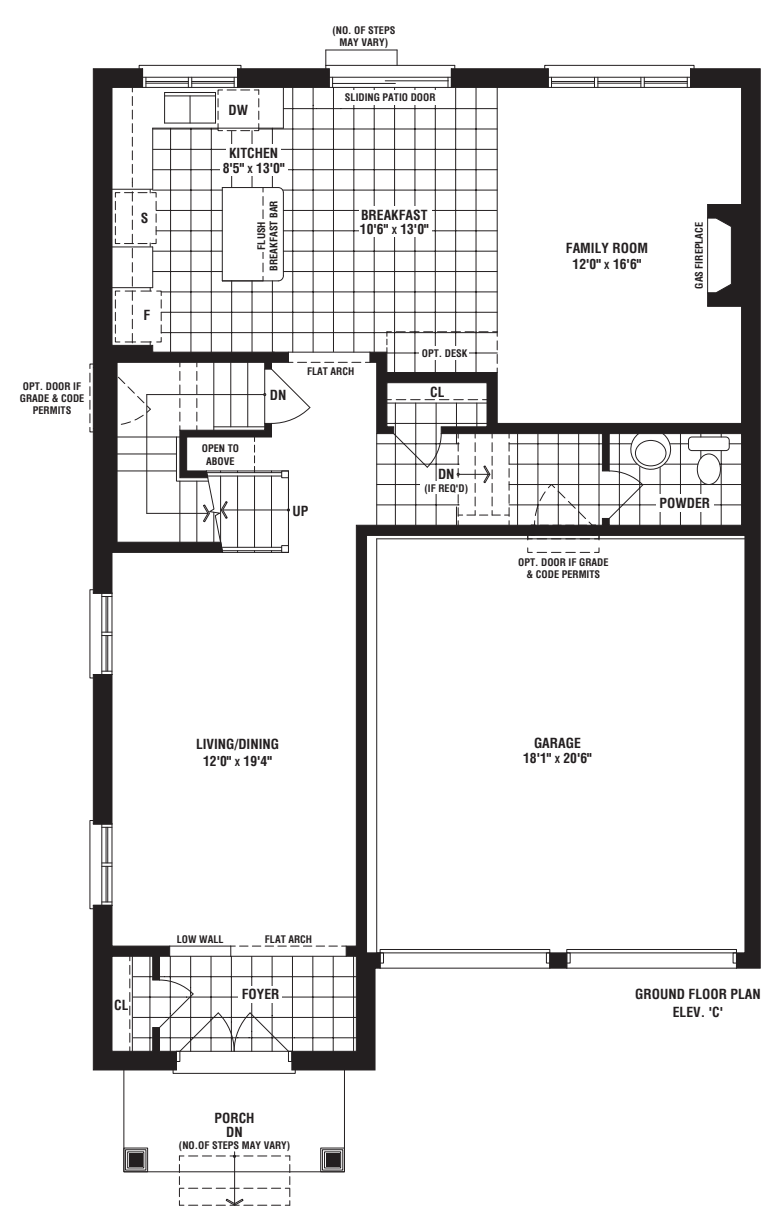 (NO. OF STEPS
MAY VARY)
SLIDING PATIO DOOR
DW
KITCHEN
8'5" x 13'0"
S
FLUSH
BREAKFAST BAR
BREAKFAST
10'6" x 13'0"
FAMILY ROOM
12'0" x 16'6"
GAS FIREPLACE
F
OPT. DESK
FLAT ARCH
OPT. DOOR IF
GRADE & CODE
PERMITS
DN
CL
OPEN TO
ABOVE
DN
(IF REQ'D)
POWDER
UP
OPT. DOOR IF GRADE
& CODE PERMITS
LIVING/DINING
12'0" x 19'4"
GARAGE
18'1" x 20'6"
LOW WALL
FLAT ARCH
CL
FOYER
GROUND FLOOR PLAN
ELEV. 'C'
PORCH
DN
(NO.OF STEPS MAY VARY)